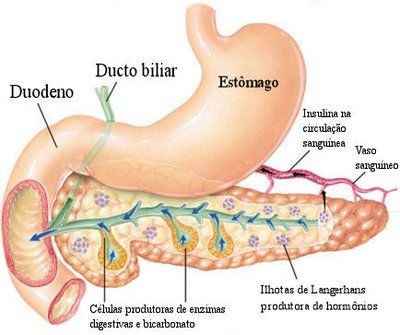 Ducto biliar
Duodeno
Estômago
Insulina na
circulação
sanguínea
Vaso
sanguíneo
Ilhotas de Langerhans
produtora de hormônios
Células produtoras de enzimas
digestivas e bicarbonato